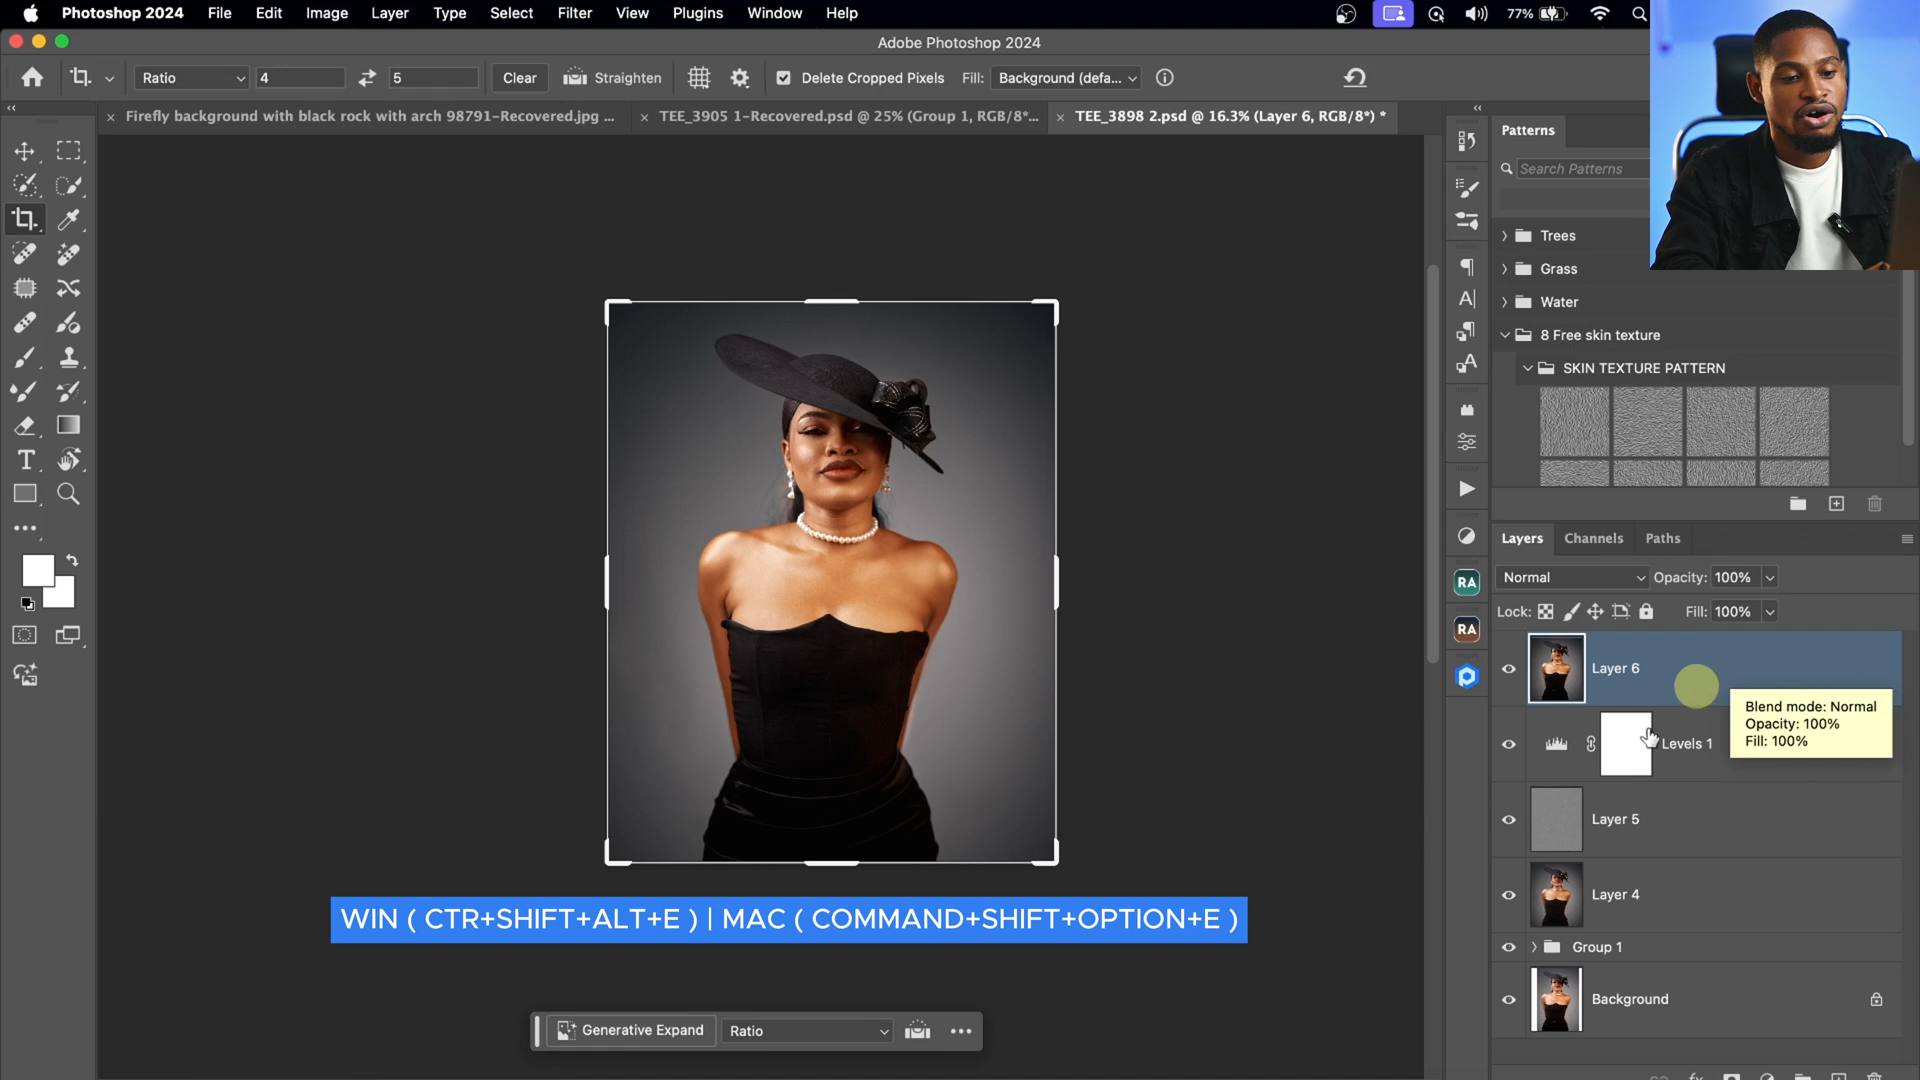 Photoshop 2024 File Edit Image Layer Type Select Filter View Plugins Window Help 77%
Adobe Photoshop 2024
Ratio 4 5 Clear Straighten Delete Cropped Pixels Fill: Background (defa...
Firefly background with black rock with arch 98791-Recovered.jpg ... TEE_3905 1-Recovered.psd @ 25% (Group 1, RGB/8*... TEE_3898 2.psd @ 16.3% (Layer 6, RGB/8*) *
Patterns
Search Patterns
Trees
Grass
Water
8 Free skin texture
SKIN TEXTURE PATTERN
Layers Channels Paths
Normal Opacity: 100%
Lock: Fill: 100%
RA
RA
Layer 6
Blend mode: Normal
Opacity: 100%
Fill: 100%
Levels 1
Layer 5
Layer 4
Group 1
Background
WIN ( CTR+SHIFT+ALT+E ) | MAC ( COMMAND+SHIFT+OPTION+E )
Generative Expand Ratio